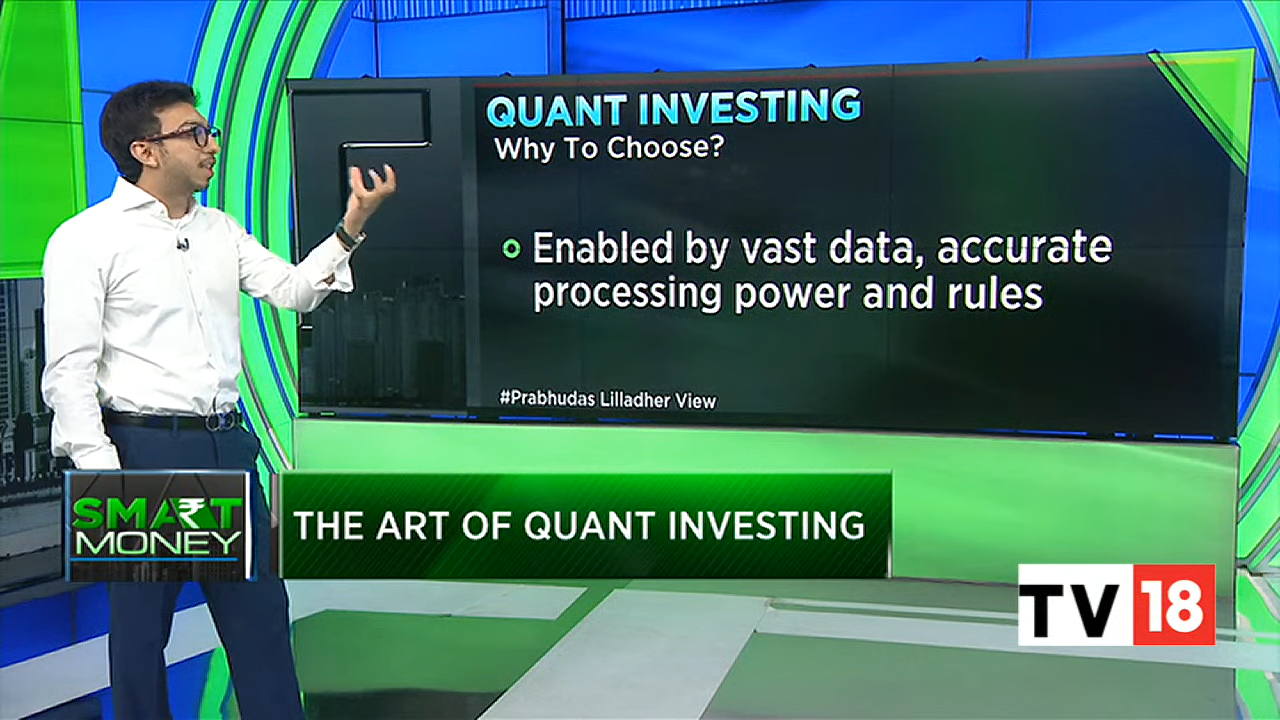 QUANT INVESTING
Why To Choose?
Enabled by vast data, accurate
processing power and rules
#Prabhudas Lilladher View
SMART
MONEY
THE ART OF QUANT INVESTING
TV18